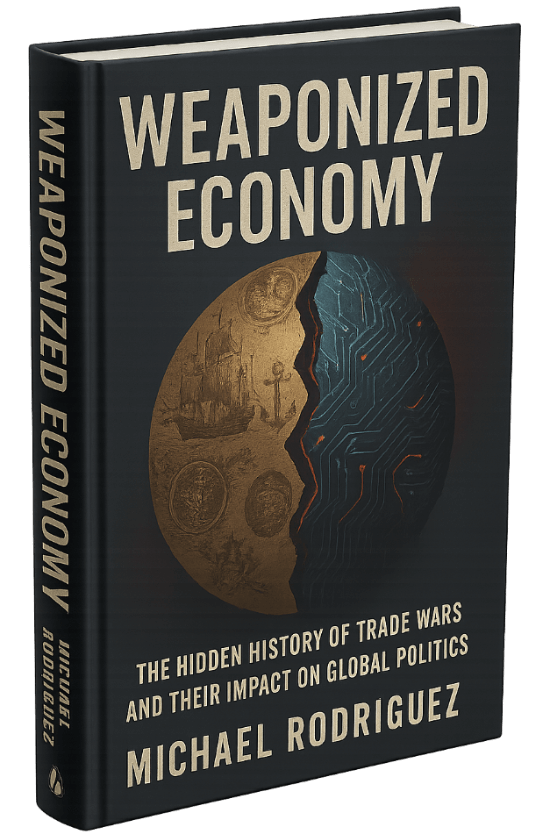 WEAPONIZED
ECONOMY
THE HIDDEN HISTORY OF TRADE WARS
AND THEIR IMPACT ON GLOBAL POLITICS
MICHAEL RODRIGUEZ
WEAPONIZED ECONOMY
MICHAEL
RODRIGUEZ